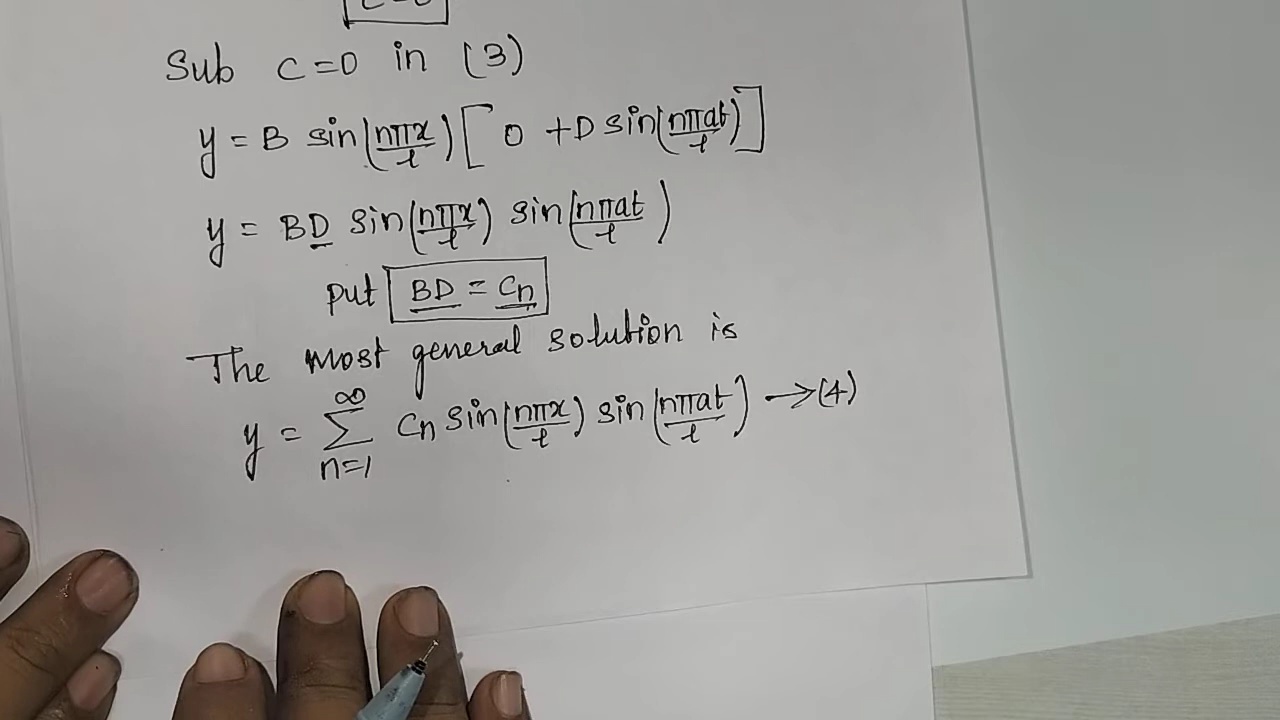 C=0
Sub C=0 in (3)
y = B sin(nπx/l) [ 0 + D sin(nπat/l) ]
y = BD sin(nπx/l) sin(nπat/l)
put BD = Cn
The most general solution is
y = ∞ Σ n=1 Cn sin(nπx/l) sin(nπat/l) → (4)